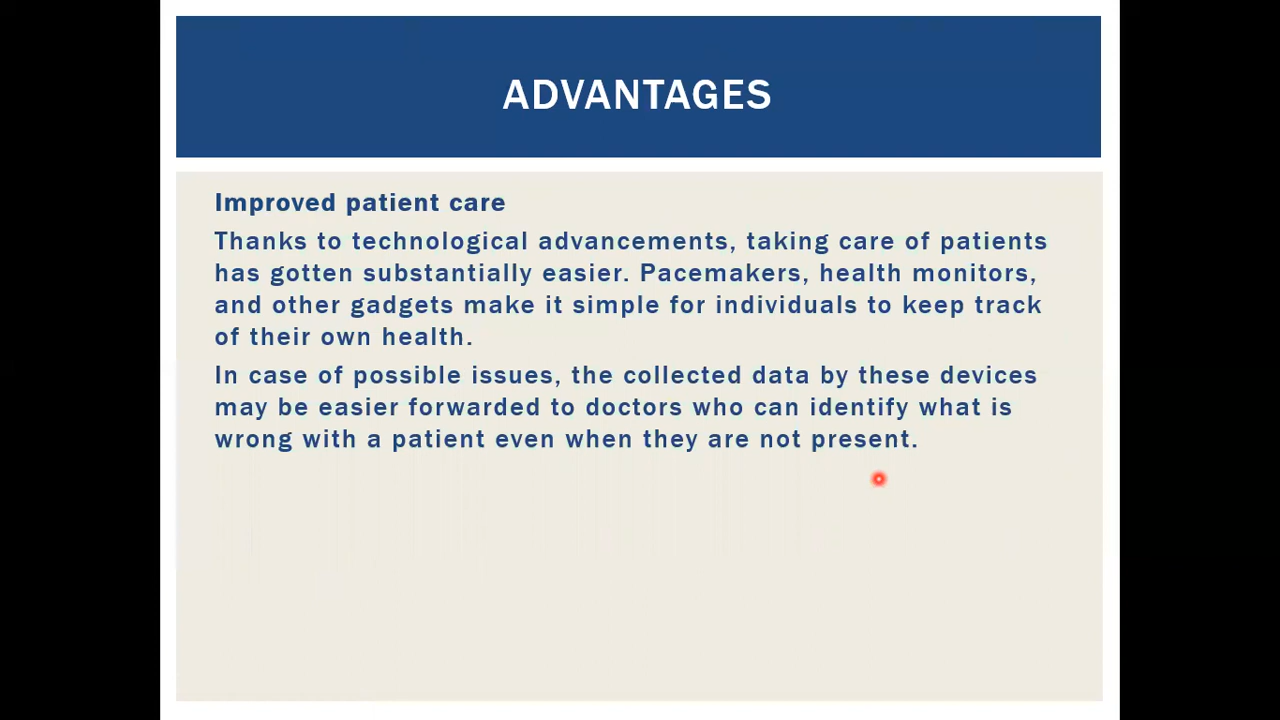 ADVANTAGES
Improved patient care
Thanks to technological advancements, taking care of patients
has gotten substantially easier. Pacemakers, health monitors,
and other gadgets make it simple for individuals to keep track
of their own health.
In case of possible issues, the collected data by these devices
may be easier forwarded to doctors who can identify what is
wrong with a patient even when they are not present.